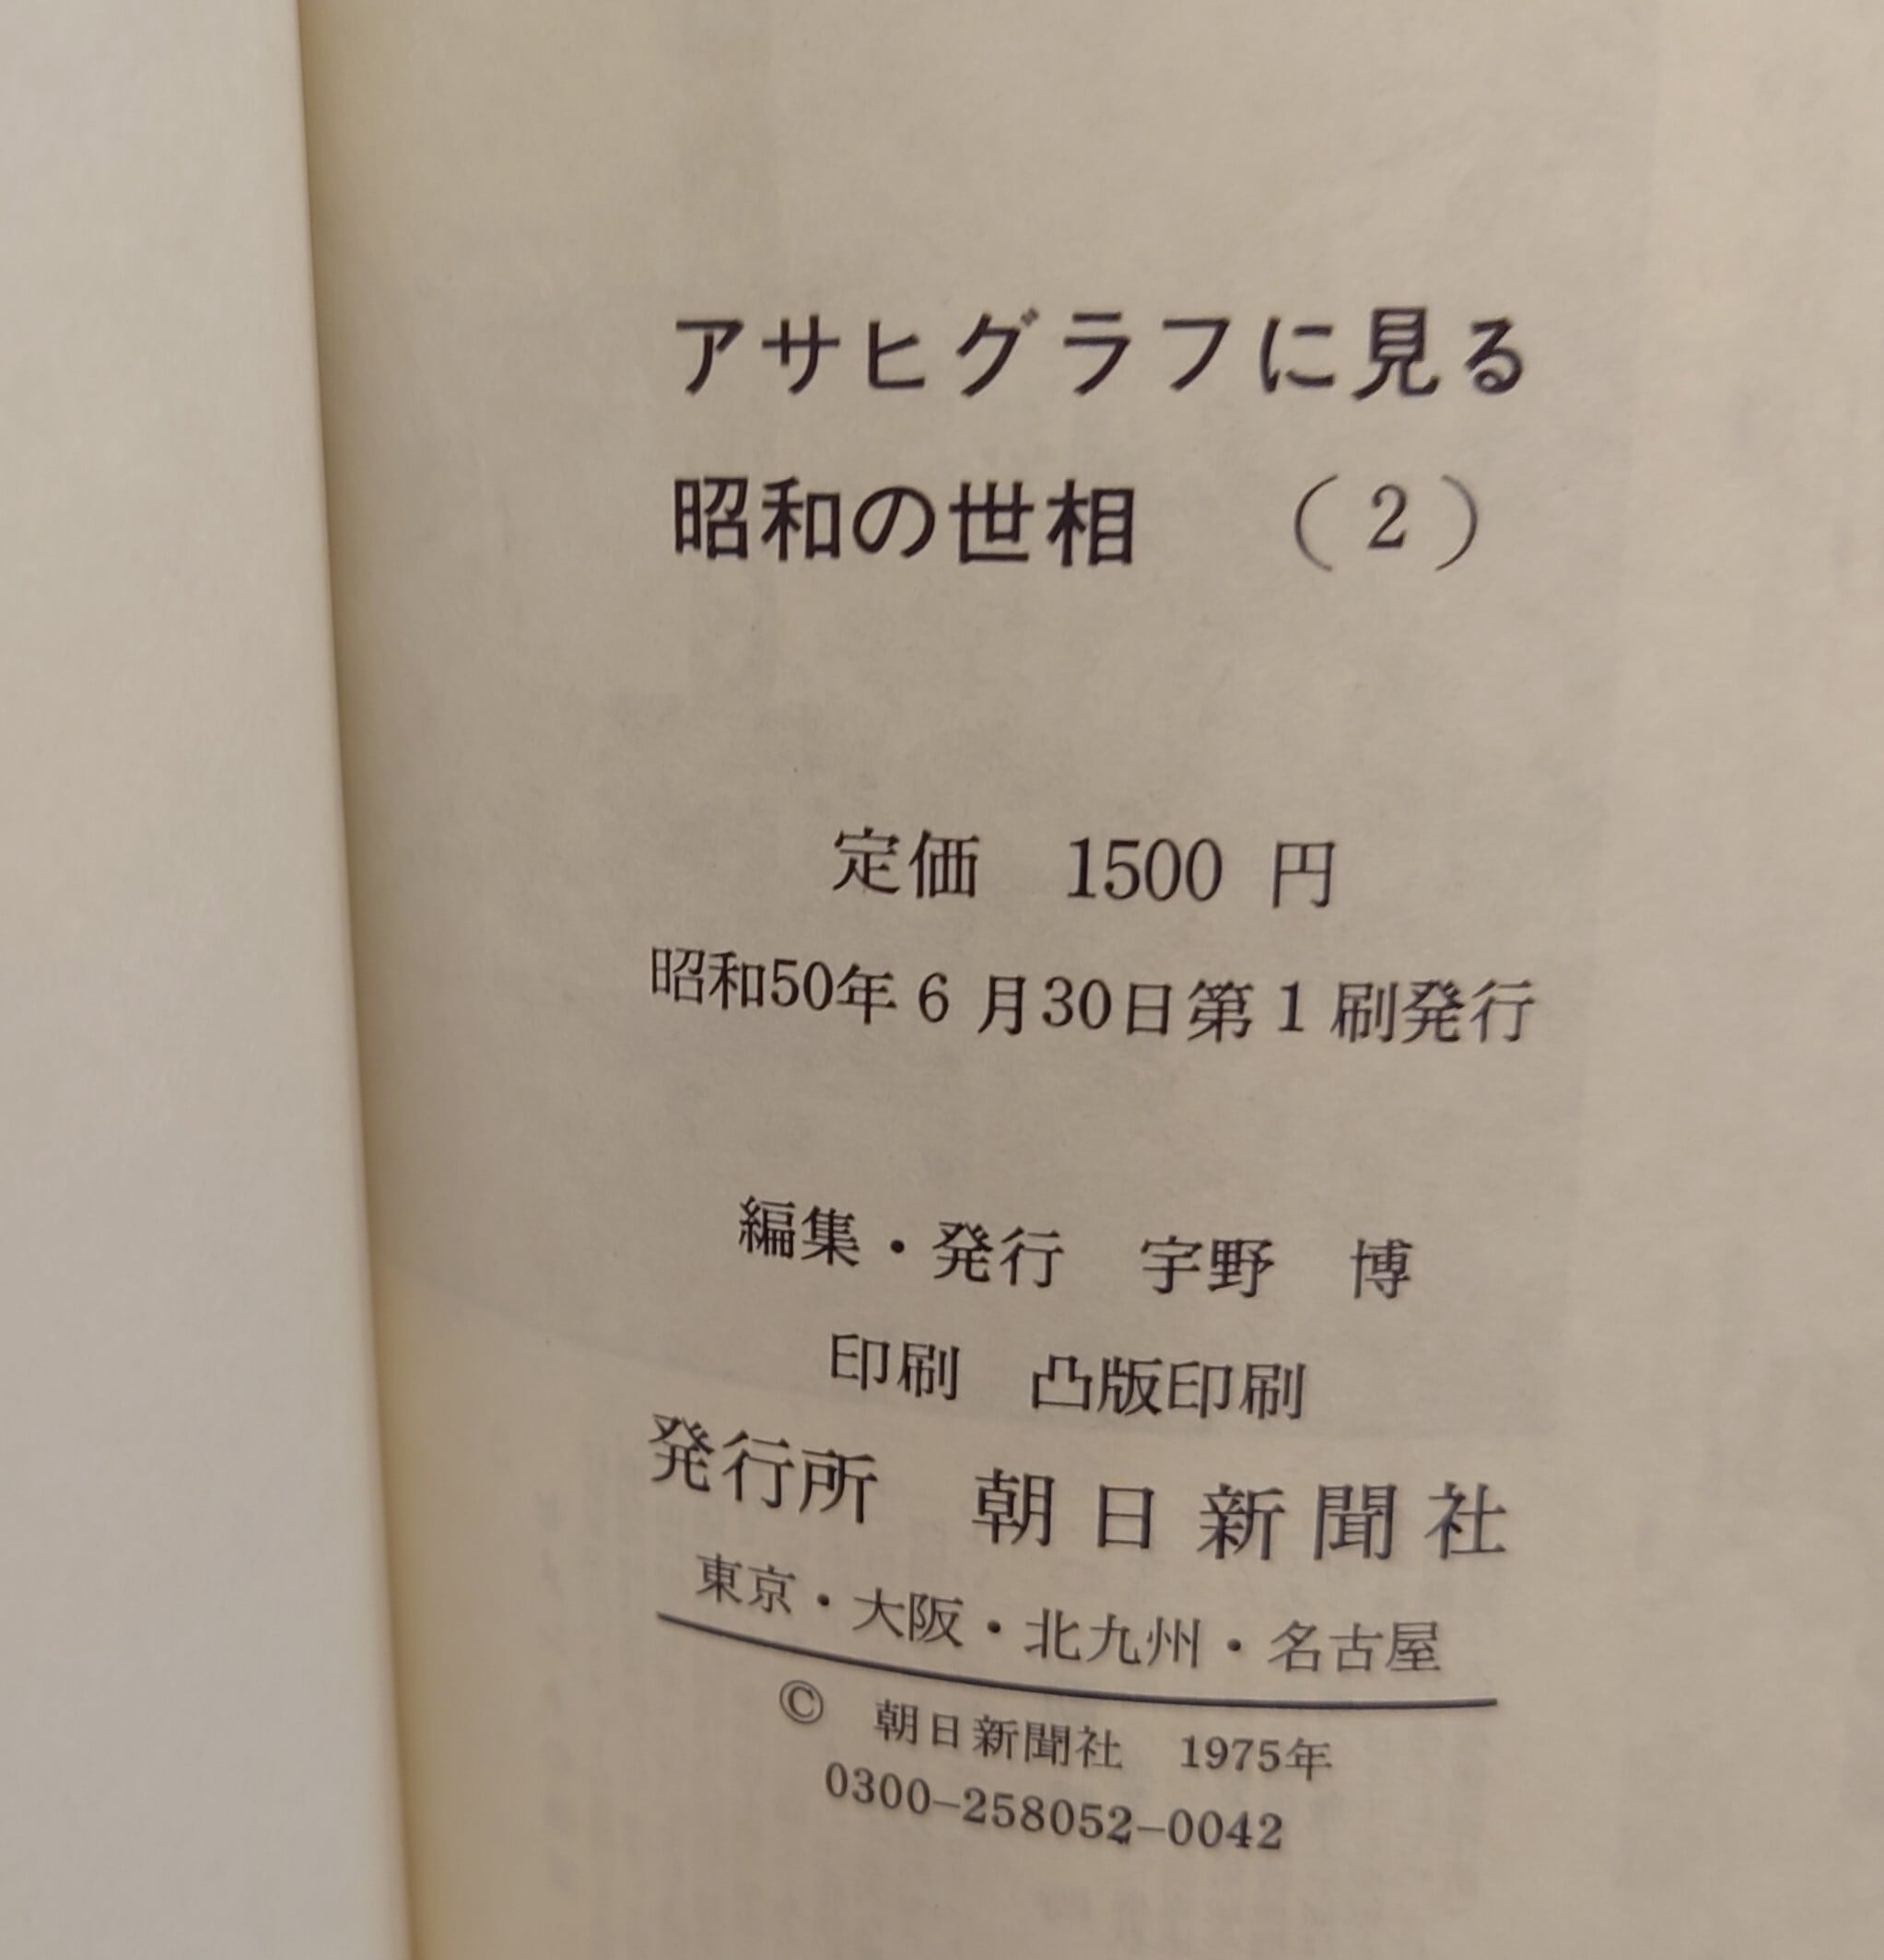 アサヒグラフに見る
昭和の世相　（2）
定価　1500 円
昭和50年 6 月30日第 1 刷発行
編集・発行　宇野　博
印刷　凸版印刷
発行所　朝日新聞社
東京・大阪・北九州・名古屋
©　朝日新聞社　1975年
0300–258052–0042